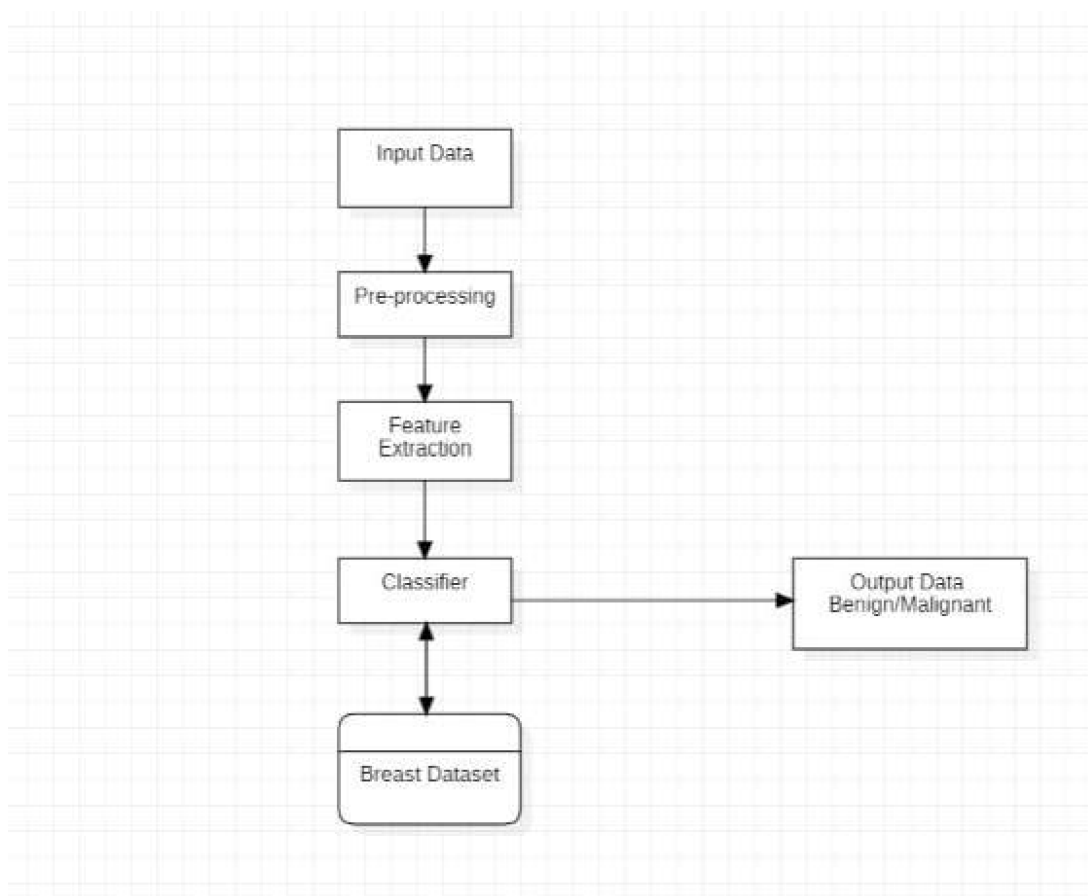 Input Data
Pre-processing
Feature
Extraction
Classifier
Output Data
Benign/Malignant
Breast Dataset